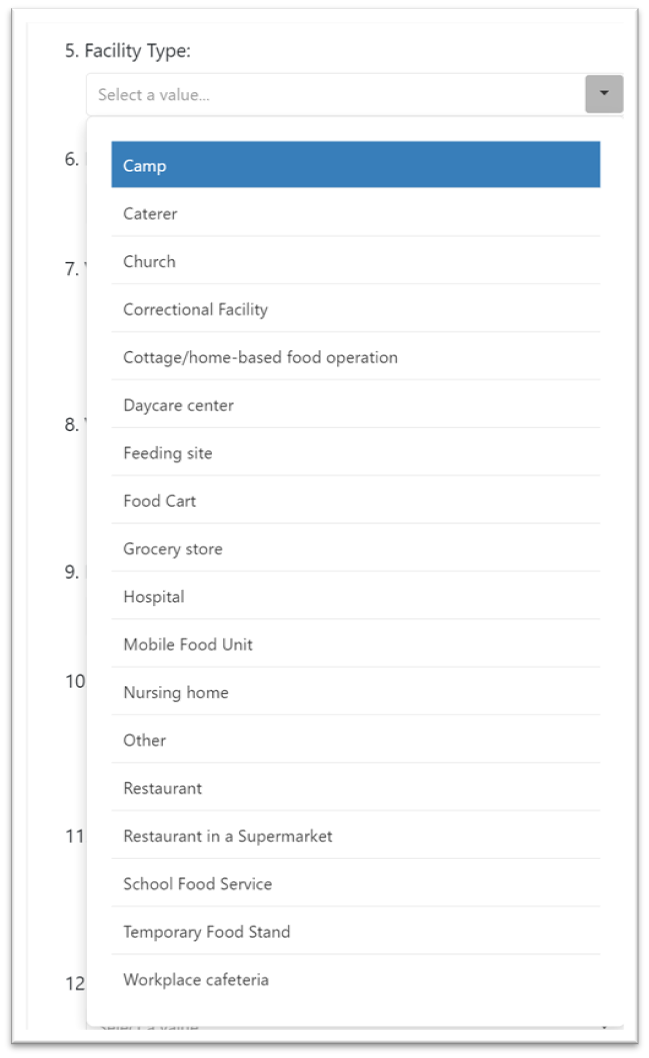 5. Facility Type:
Select a value...
6.
Camp
Caterer
7.
Church
Correctional Facility
Cottage/home-based food operation
Daycare center
8.
Feeding site
Food Cart
Grocery store
9.
Hospital
Mobile Food Unit
10
Nursing home
Other
Restaurant
11
Restaurant in a Supermarket
School Food Service
Temporary Food Stand
12
Workplace cafeteria